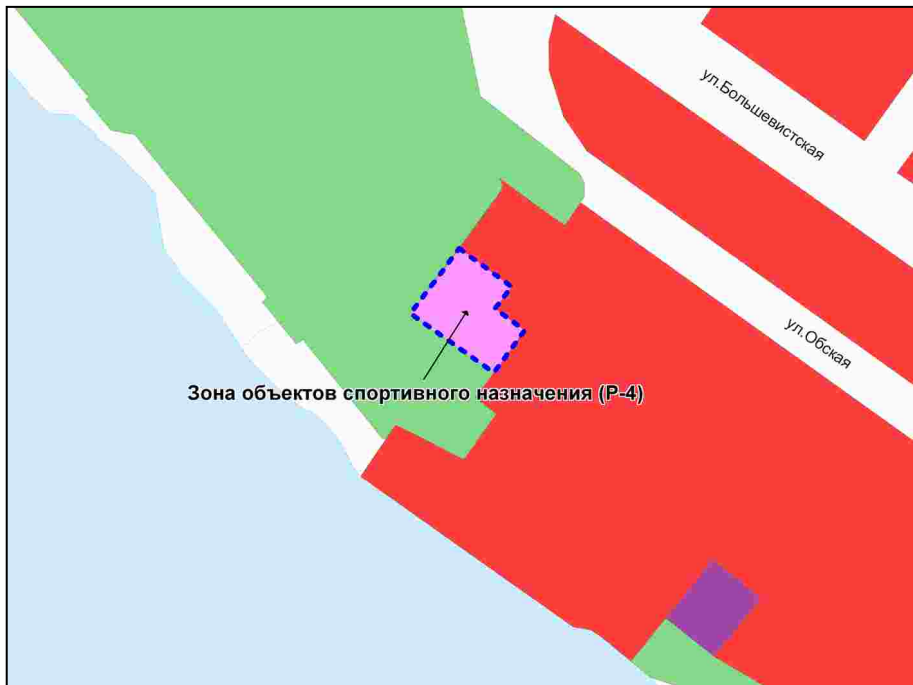 ул.Большевистская
ул.Обская
Зона объектов спортивного назначения (Р-4)